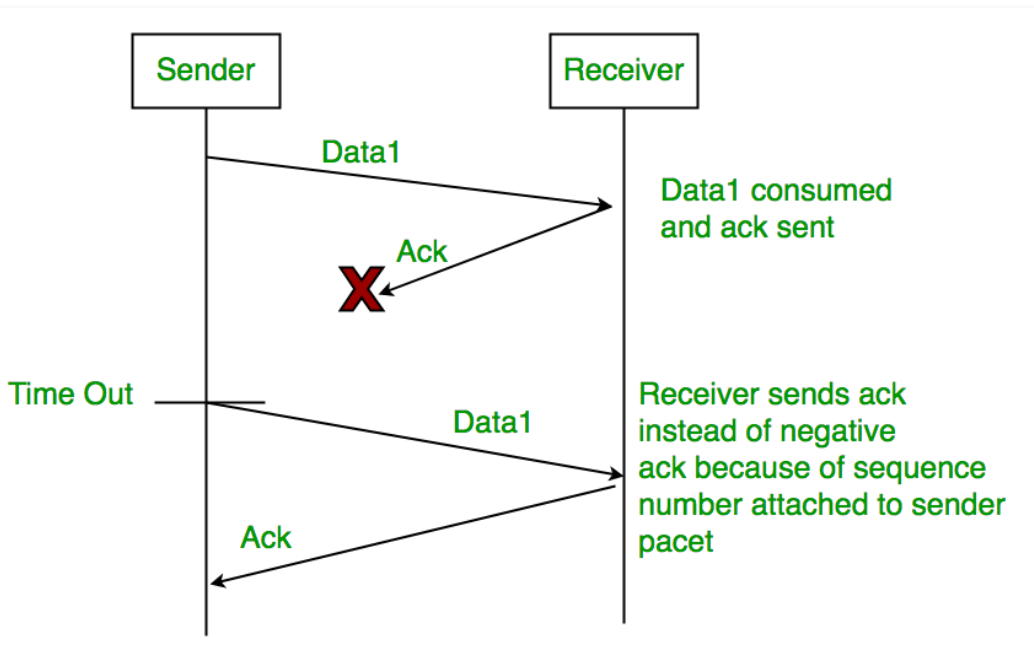 Sender
Receiver
Data1
Data1 consumed
and ack sent
Ack
X
Time Out
Data1
Receiver sends ack
instead of negative
ack because of sequence
number attached to sender
pacet
Ack